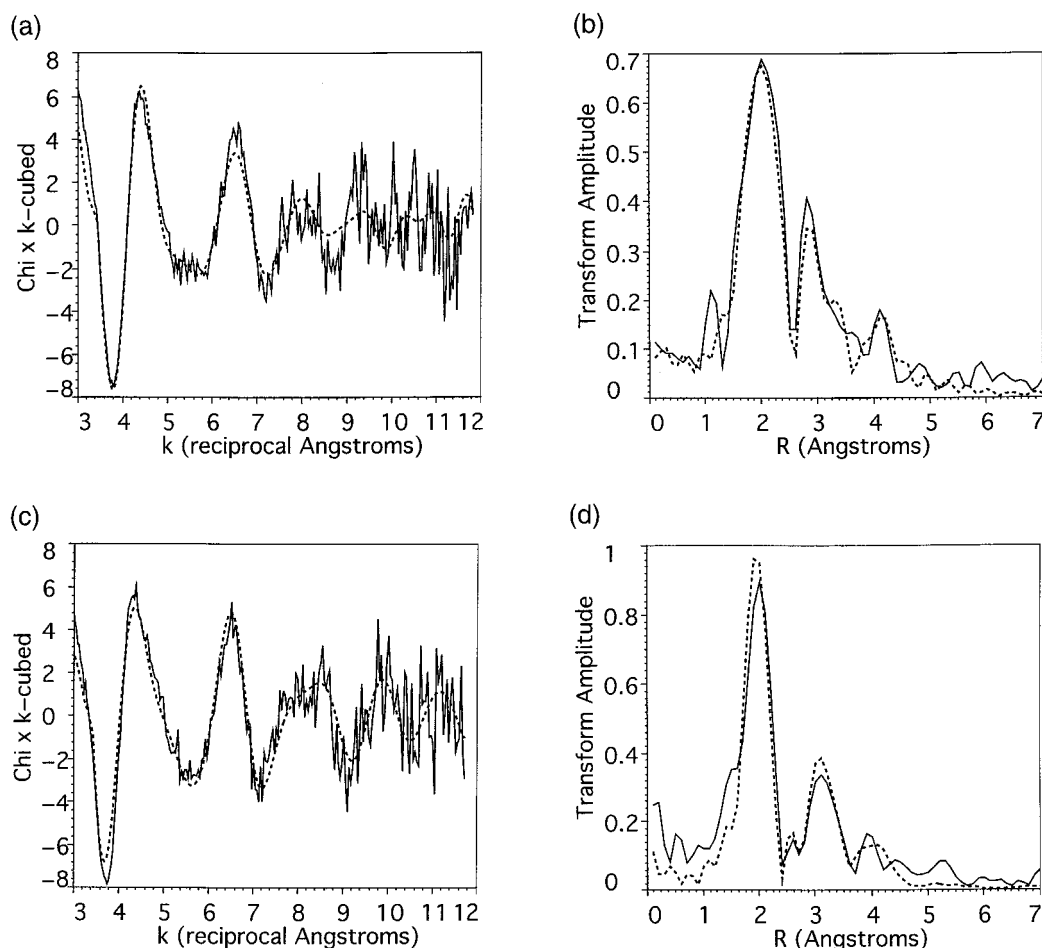 (a)
8
6
4
2
0
−2
−4
−6
−8
Chi x k−cubed
3 4 5 6 7 8 9 10 11 12
k (reciprocal Angstroms)
(b)
0.7
0.6
0.5
0.4
0.3
0.2
0.1
0
Transform Amplitude
0 1 2 3 4 5 6 7
R (Angstroms)
(c)
8
6
4
2
0
−2
−4
−6
−8
Chi x k−cubed
3 4 5 6 7 8 9 10 11 12
k (reciprocal Angstroms)
(d)
1
0.8
0.6
0.4
0.2
0
Transform Amplitude
0 1 2 3 4 5 6 7
R (Angstroms)